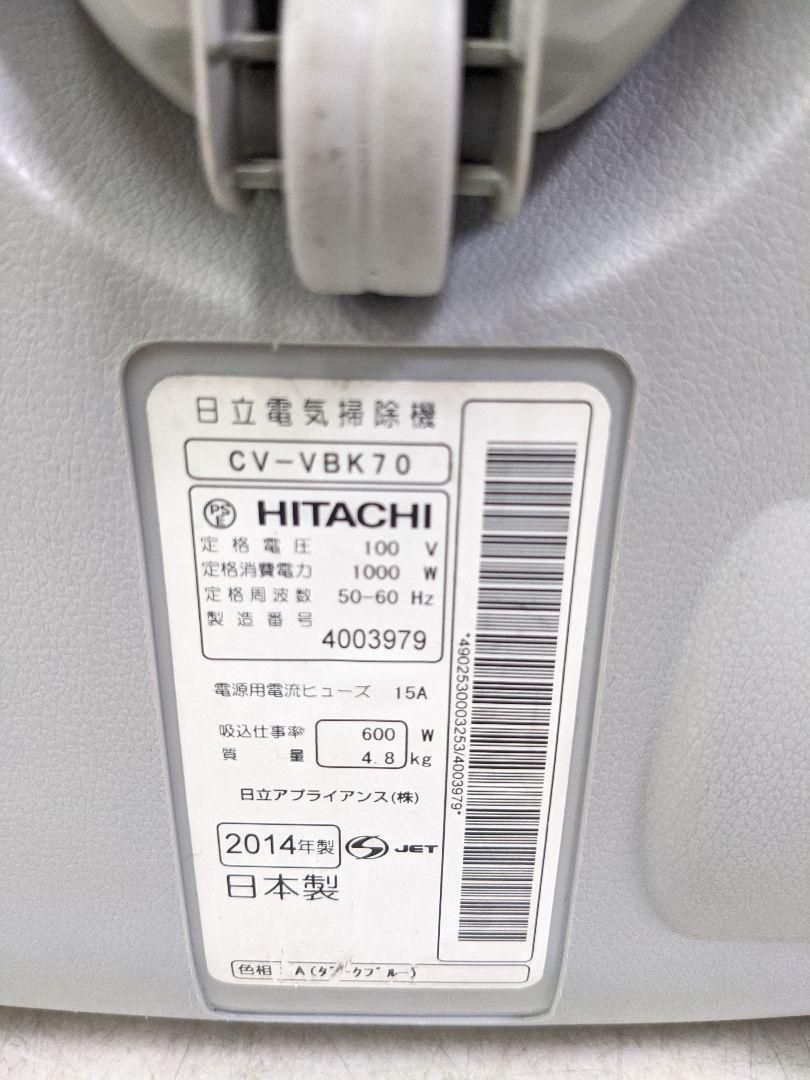 日立電気掃除機
CV-VBK70
PS
E
HITACHI
定格電圧 100 V
定格消費電力 1000 W
定格周波数 50-60 Hz
製造番号
4003979
電源用電流ヒューズ 15A
吸込仕事率 600 W
質量 4.8 kg
日立アプライアンス(株)
2014年製 S JET
日本製
色相 A(ダークブルー)
*4902530003253/4003979*